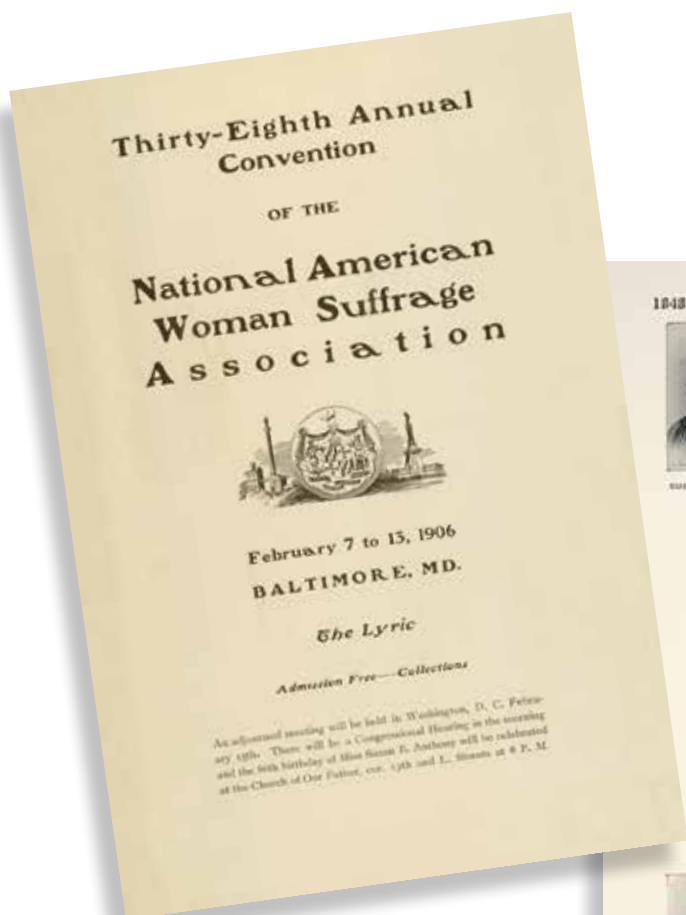 Thirty-Eighth Annual
Convention
OF THE
National American
Woman Suffrage
Association
February 7 to 13, 1906
BALTIMORE, MD.
The Lyric
Admission Free—Collections
An adjourned meeting will be held in Washington, D. C. Febru-
ary 15th. There will be a Congressional Hearing in the morning
and the 86th birthday of Miss Susan B. Anthony will be celebrated
at the Church of Our Father, cor. 13th and L. Streets at 8 P. M.
1848